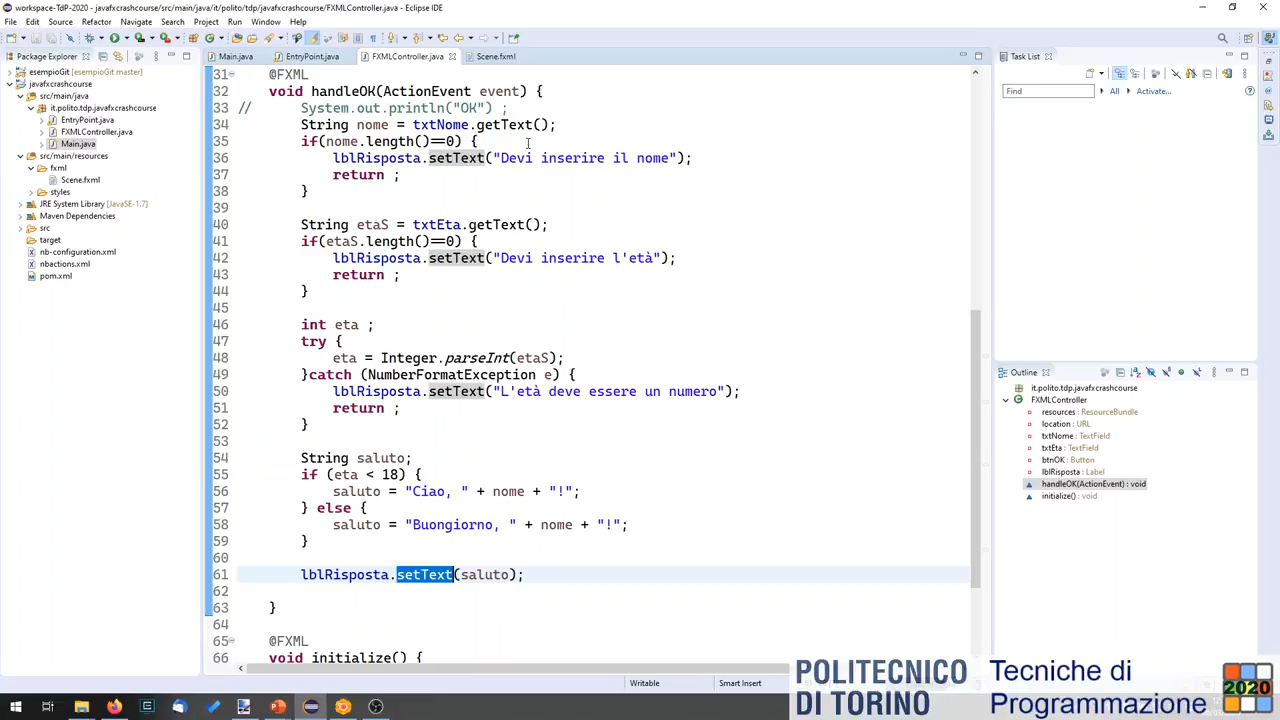 workspace-TdP-2020 - javafxcrashcourse/src/main/java/it/polito/tdp/javafxcrashcourse/FXMLController.java - Eclipse IDE
File Edit Source Refactor Navigate Search Project Run Window Help
Package Explorer
esempioGit [esempioGit master]
javafxcrashcourse
src/main/java
it.polito.tdp.javafxcrashcourse
EntryPoint.java
FXMLController.java
Main.java
src/main/resources
fxml
Scene.fxml
styles
JRE System Library [JavaSE-1.7]
Maven Dependencies
src
target
nb-configuration.xml
nbactions.xml
pom.xml
Main.java EntryPoint.java FXMLController.java Scene.fxml
31 @FXML
32 void handleOK(ActionEvent event) {
33 // System.out.println("OK") ;
34 String nome = txtNome.getText();
35 if(nome.length()==0) {
36 lblRisposta.setText("Devi inserire il nome");
37 return ;
38 }
39
40 String etaS = txtEta.getText();
41 if(etaS.length()==0) {
42 lblRisposta.setText("Devi inserire l'età");
43 return ;
44 }
45
46 int eta ;
47 try {
48 eta = Integer.parseInt(etaS);
49 }catch (NumberFormatException e) {
50 lblRisposta.setText("L'età deve essere un numero");
51 return ;
52 }
53
54 String saluto;
55 if (eta < 18) {
56 saluto = "Ciao, " + nome + "!";
57 } else {
58 saluto = "Buongiorno, " + nome + "!";
59 }
60
61 lblRisposta.setText(saluto);
62
63 }
64
65 @FXML
66 void initialize() {
Task List
Find All Activate...
Outline
it.polito.tdp.javafxcrashcourse
FXMLController
resources : ResourceBundle
location : URL
txtNome : TextField
txtEta : TextField
btnOK : Button
lblRisposta : Label
handleOK(ActionEvent) : void
initialize() : void
Writable Smart Insert
POLITECNICO
DI TORINO
Tecniche di
Programmazione
2020